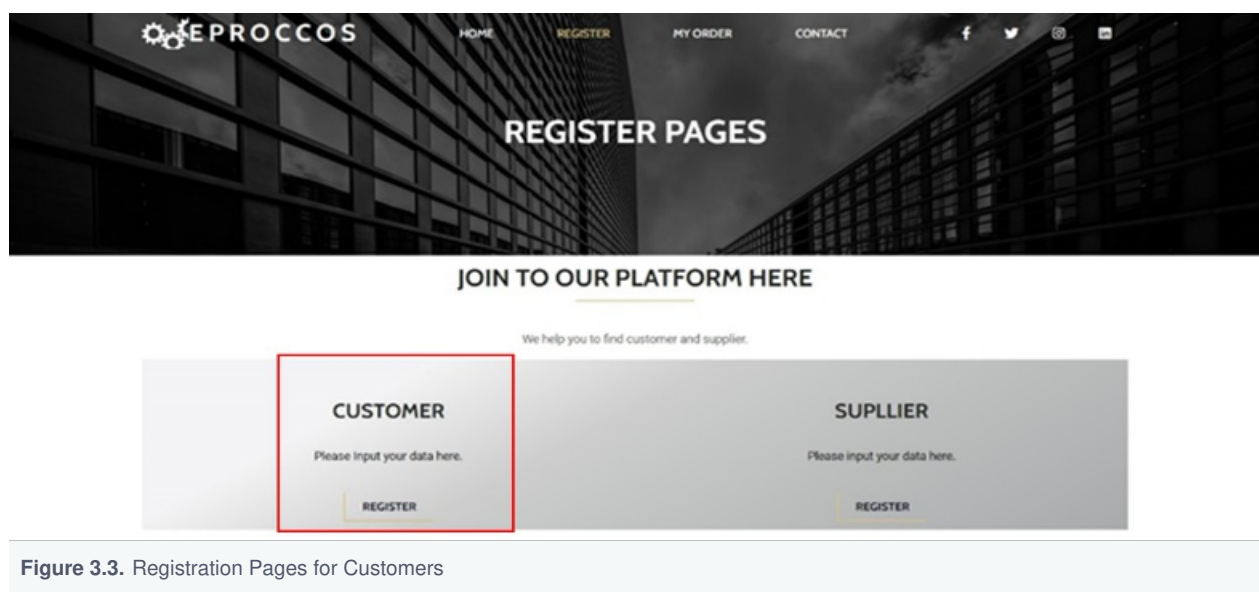 EPROCCOS HOME REGISTER MY ORDER CONTACT
REGISTER PAGES
JOIN TO OUR PLATFORM HERE
We help you to find customer and supplier.
CUSTOMER
Please Input your data here.
REGISTER
SUPLLIER
Please input your data here.
REGISTER
Figure 3.3. Registration Pages for Customers